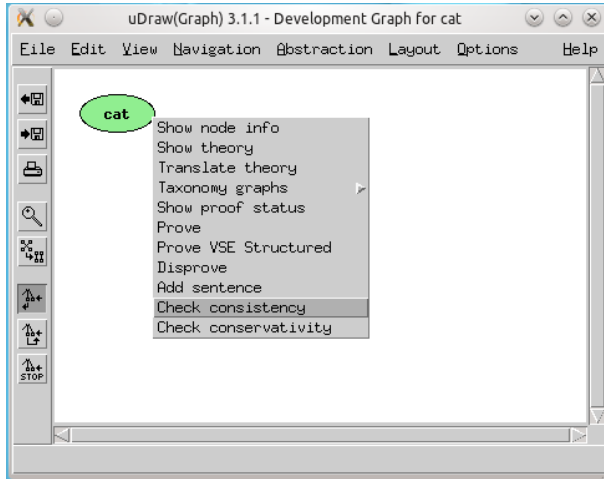 uDraw(Graph) 3.1.1 - Development Graph for cat
File Edit View Navigation Abstraction Layout Options Help
cat
Show node info
Show theory
Translate theory
Taxonomy graphs
Show proof status
Prove
Prove VSE Structured
Disprove
Add sentence
Check consistency
Check conservativity
STOP